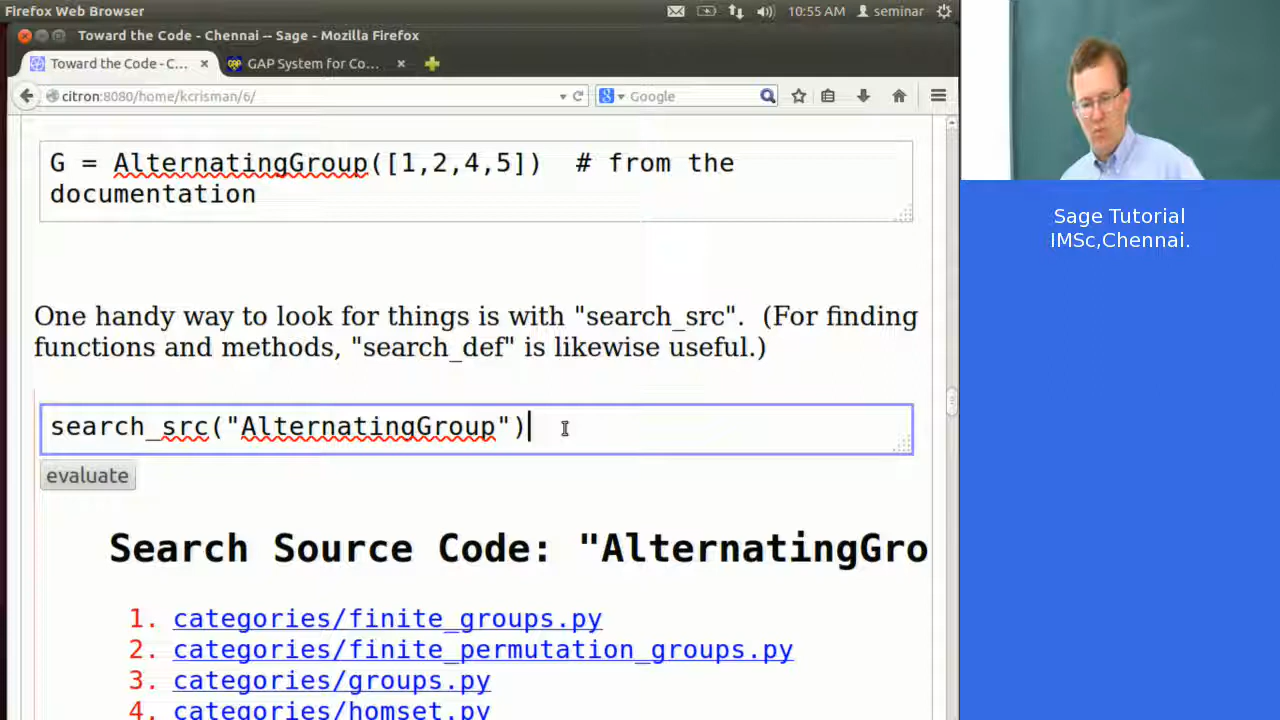 Firefox Web Browser
10:55 AM
seminar
Toward the Code - Chennai -- Sage - Mozilla Firefox
Toward the Code - C...
GAP System for Co...
citron:8080/home/kcrisman/6/
Google
G = AlternatingGroup([1,2,4,5])  # from the
documentation
One handy way to look for things is with "search_src".  (For finding
functions and methods, "search_def" is likewise useful.)
search_src("AlternatingGroup")
evaluate
Search Source Code: "AlternatingGro
1. categories/finite_groups.py
2. categories/finite_permutation_groups.py
3. categories/groups.py
4. categories/homset.py
Sage Tutorial
IMSc,Chennai.